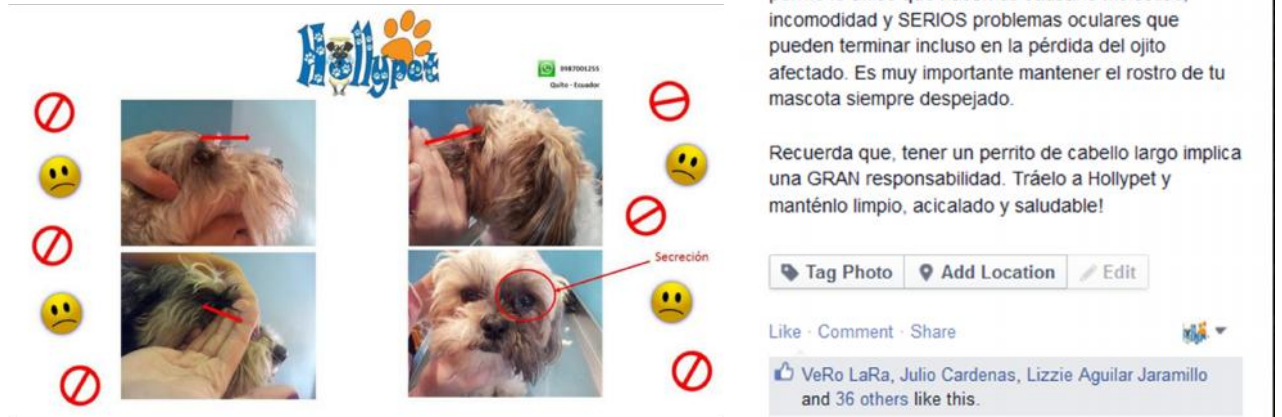 Hollypet
0987001255
Quito - Ecuador
Secreción
incomodidad y SERIOS problemas oculares que
pueden terminar incluso en la pérdida del ojito
afectado. Es muy importante mantener el rostro de tu
mascota siempre despejado.
Recuerda que, tener un perrito de cabello largo implica
una GRAN responsabilidad. Tráelo a Hollypet y
manténlo limpio, acicalado y saludable!
Tag Photo Add Location Edit
Like · Comment · Share
VeRo LaRa, Julio Cardenas, Lizzie Aguilar Jaramillo
and 36 others like this.